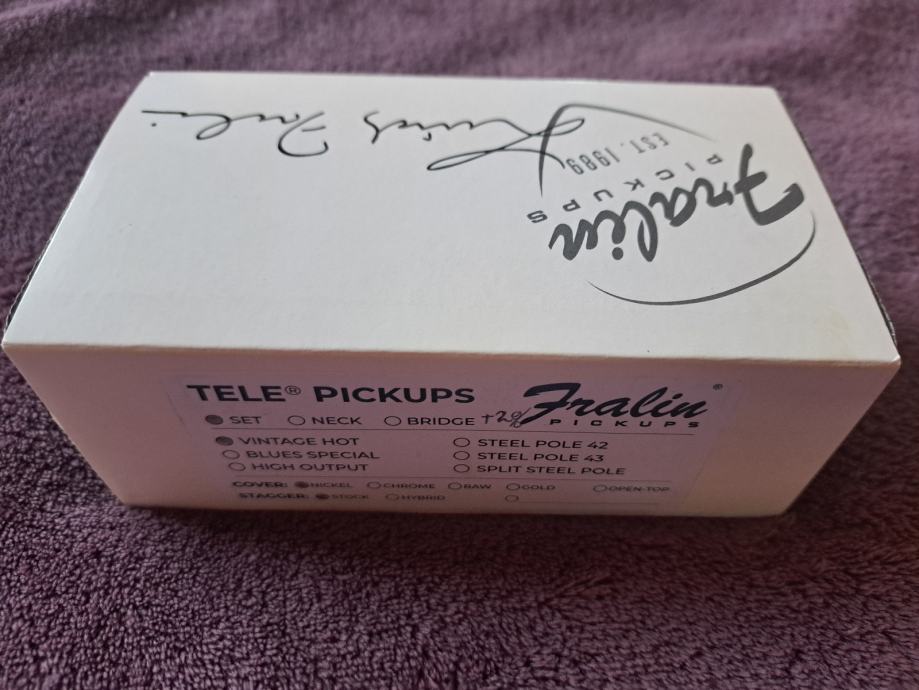 Fralin
PICKUPS
EST. 1989
TELE® PICKUPS
SET NECK BRIDGE +2%
Fralin®
PICKUPS
VINTAGE HOT
BLUES SPECIAL
HIGH OUTPUT
STEEL POLE 42
STEEL POLE 43
SPLIT STEEL POLE
COVER: NICKEL CHROME RAW GOLD OPEN-TOP
STAGGER: STOCK HYBRID